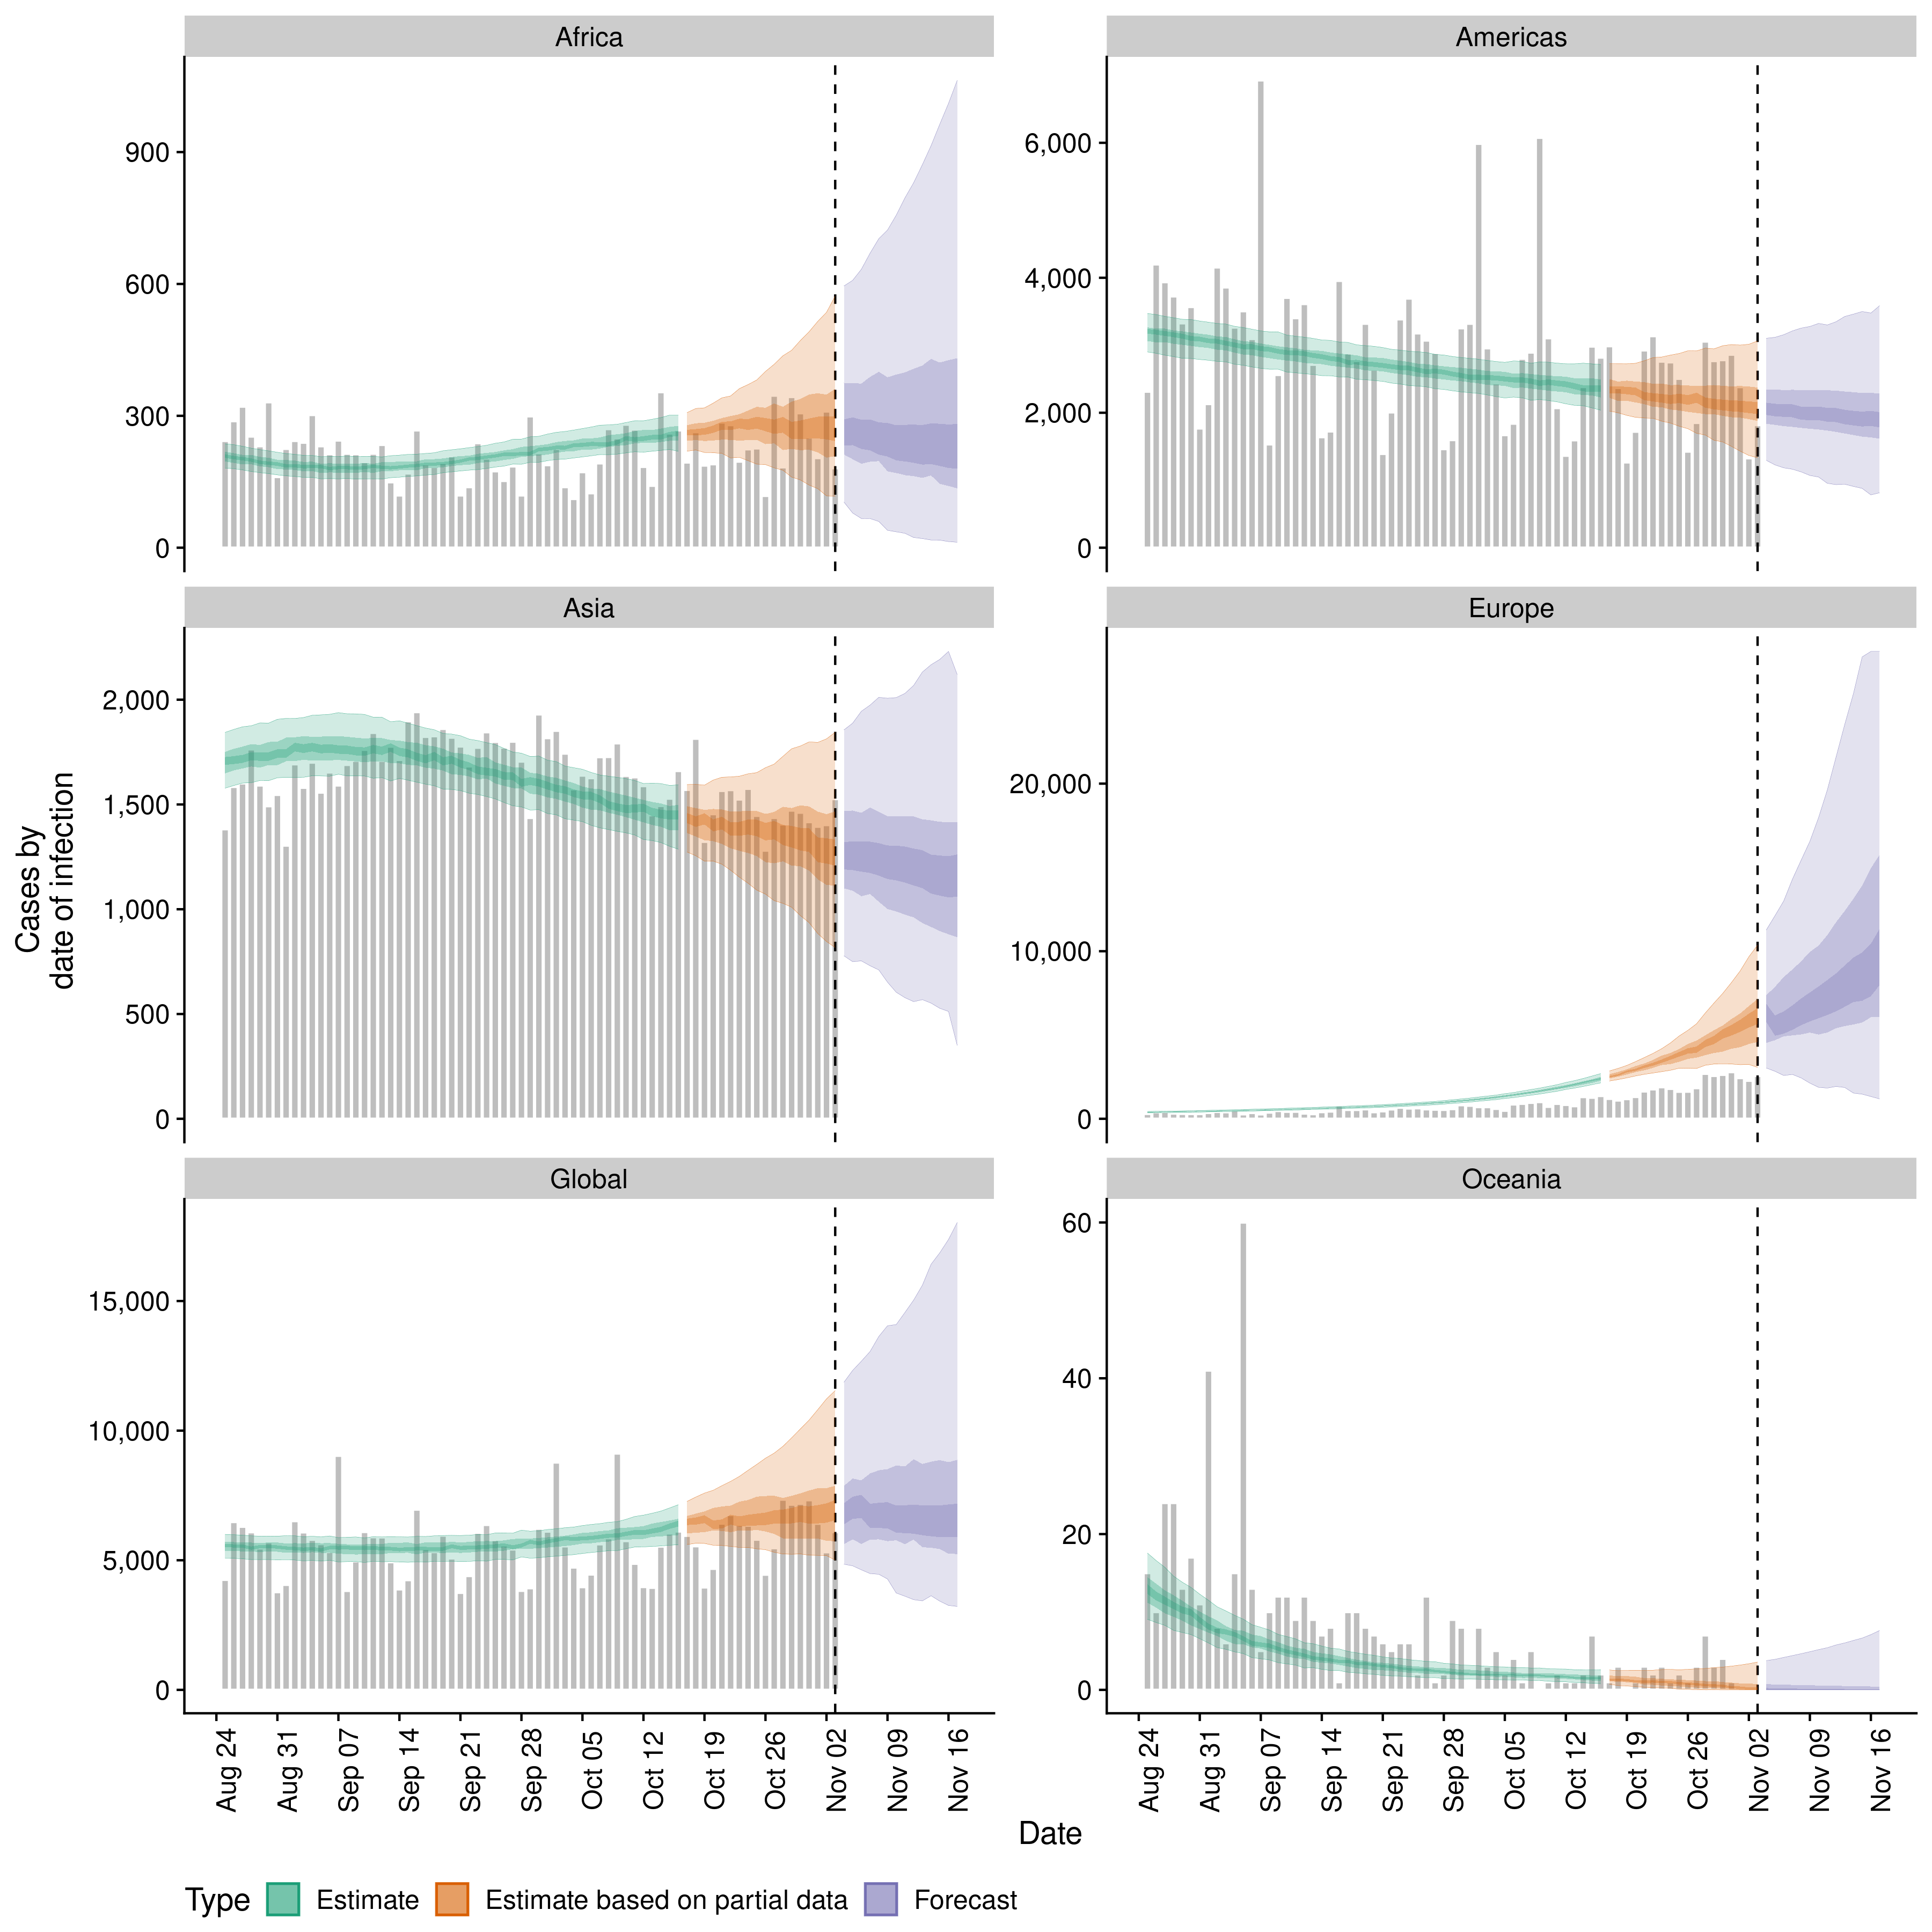 Africa
Americas
900
600
300
0
6,000
4,000
2,000
0
Asia
Europe
2,000
1,500
1,000
500
0
20,000
10,000
0
Cases by
date of infection
Global
Oceania
15,000
10,000
5,000
0
60
40
20
0
Aug 24
Aug 31
Sep 07
Sep 14
Sep 21
Sep 28
Oct 05
Oct 12
Oct 19
Oct 26
Nov 02
Nov 09
Nov 16
Aug 24
Aug 31
Sep 07
Sep 14
Sep 21
Sep 28
Oct 05
Oct 12
Oct 19
Oct 26
Nov 02
Nov 09
Nov 16
Date
Type Estimate Estimate based on partial data Forecast